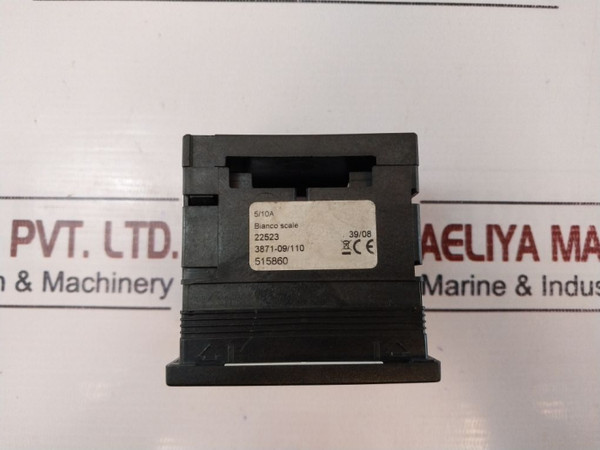 & Machinery
PVT. LTD.
AELIYA MA
n & Machinery
Marine & Indus
5/10A
Bianco scale
22523 39/08
3871-09/110
CE
515860